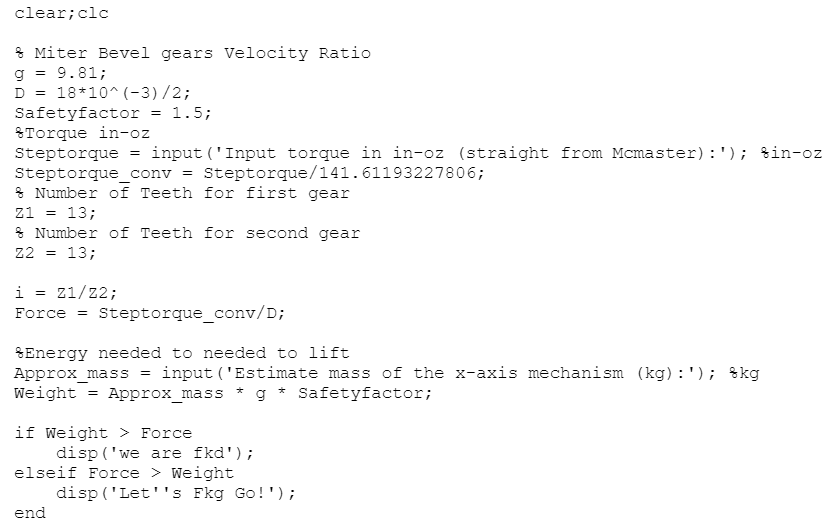 clear;clc
% Miter Bevel gears Velocity Ratio
g = 9.81;
D = 18*10^(-3)/2;
Safetyfactor = 1.5;
%Torque in-oz
Steptorque = input('Input torque in in-oz (straight from Mcmaster):'); %in-oz
Steptorque_conv = Steptorque/141.61193227806;
% Number of Teeth for first gear
Z1 = 13;
% Number of Teeth for second gear
Z2 = 13;
i = Z1/Z2;
Force = Steptorque_conv/D;
%Energy needed to needed to lift
Approx_mass = input('Estimate mass of the x-axis mechanism (kg):'); %kg
Weight = Approx_mass * g * Safetyfactor;
if Weight > Force
    disp('we are fkd');
elseif Force > Weight
    disp('Let''s Fkg Go!');
end